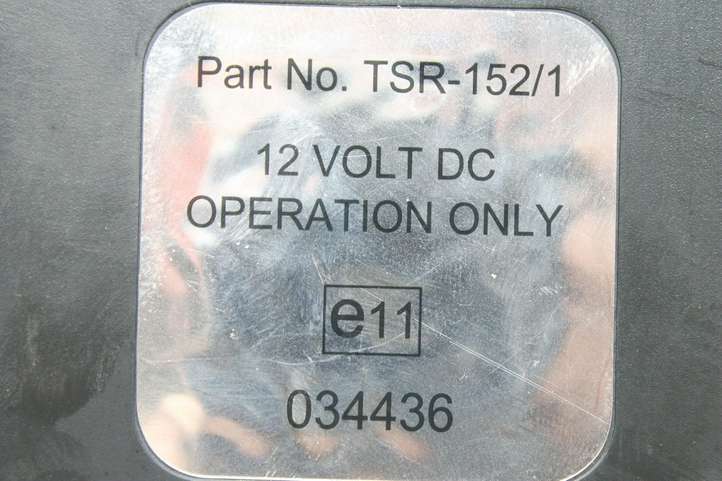 Part No. TSR-152/1
12 VOLT DC
OPERATION ONLY
e11
034436